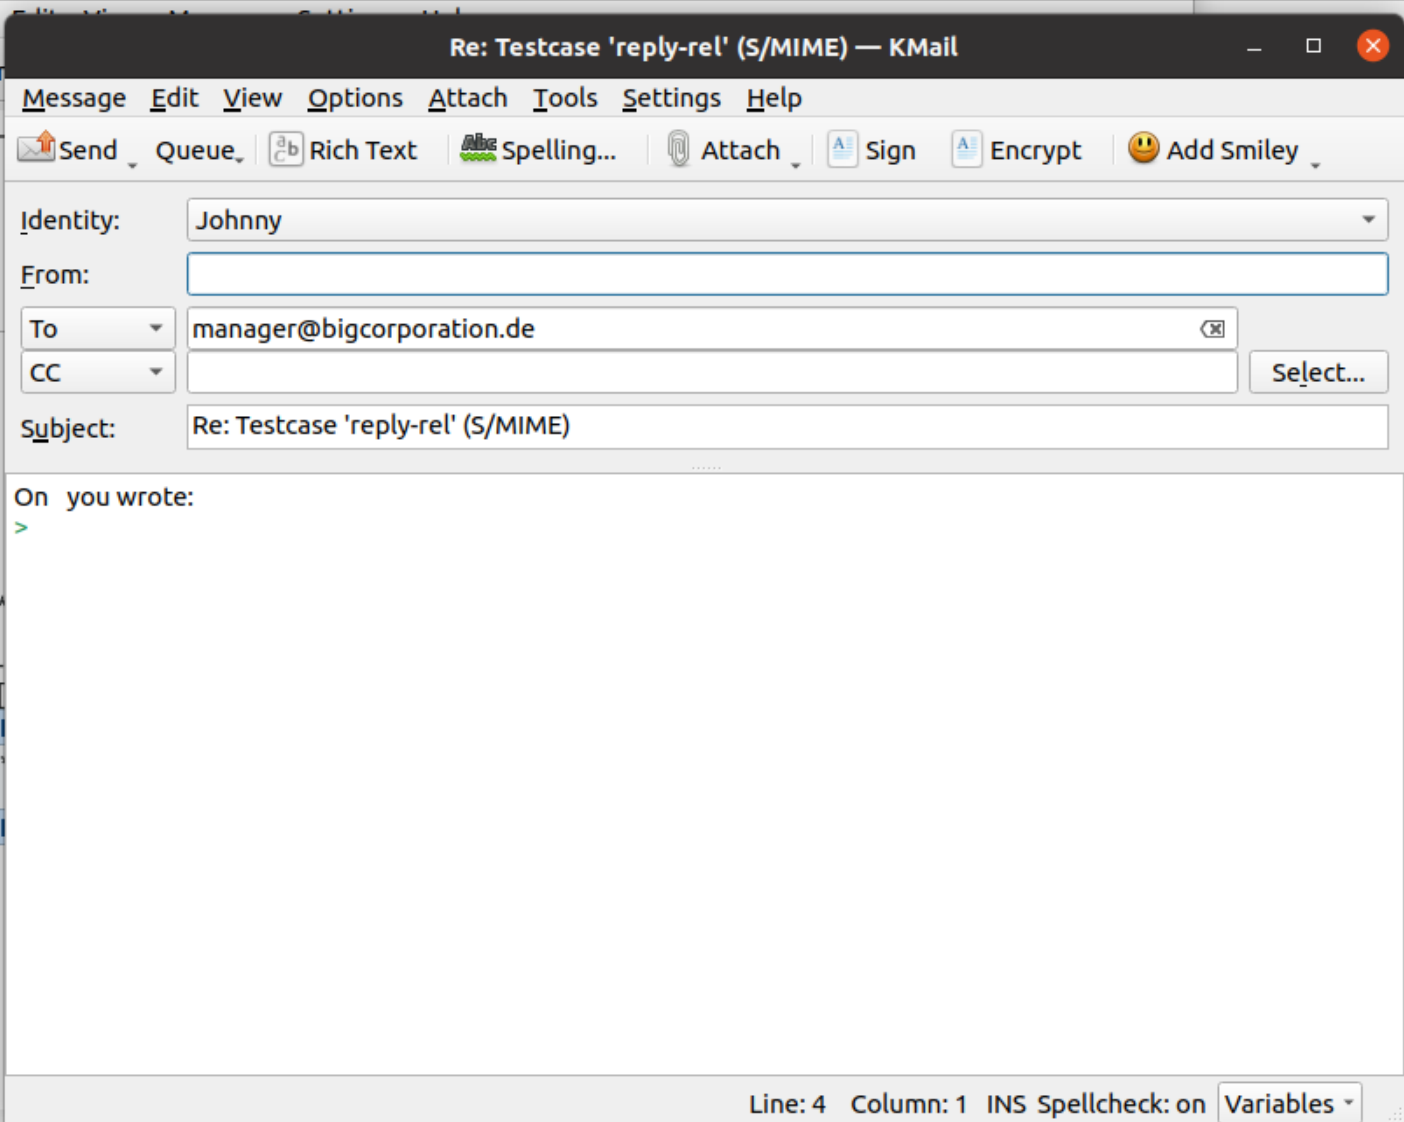 Re: Testcase 'reply-rel' (S/MIME) — KMail
Message Edit View Options Attach Tools Settings Help
Send Queue Rich Text Spelling... Attach Sign Encrypt Add Smiley
Identity: Johnny
From:
To manager@bigcorporation.de
CC Select...
Subject: Re: Testcase 'reply-rel' (S/MIME)
On you wrote:
>
Line: 4 Column: 1 INS Spellcheck: on Variables